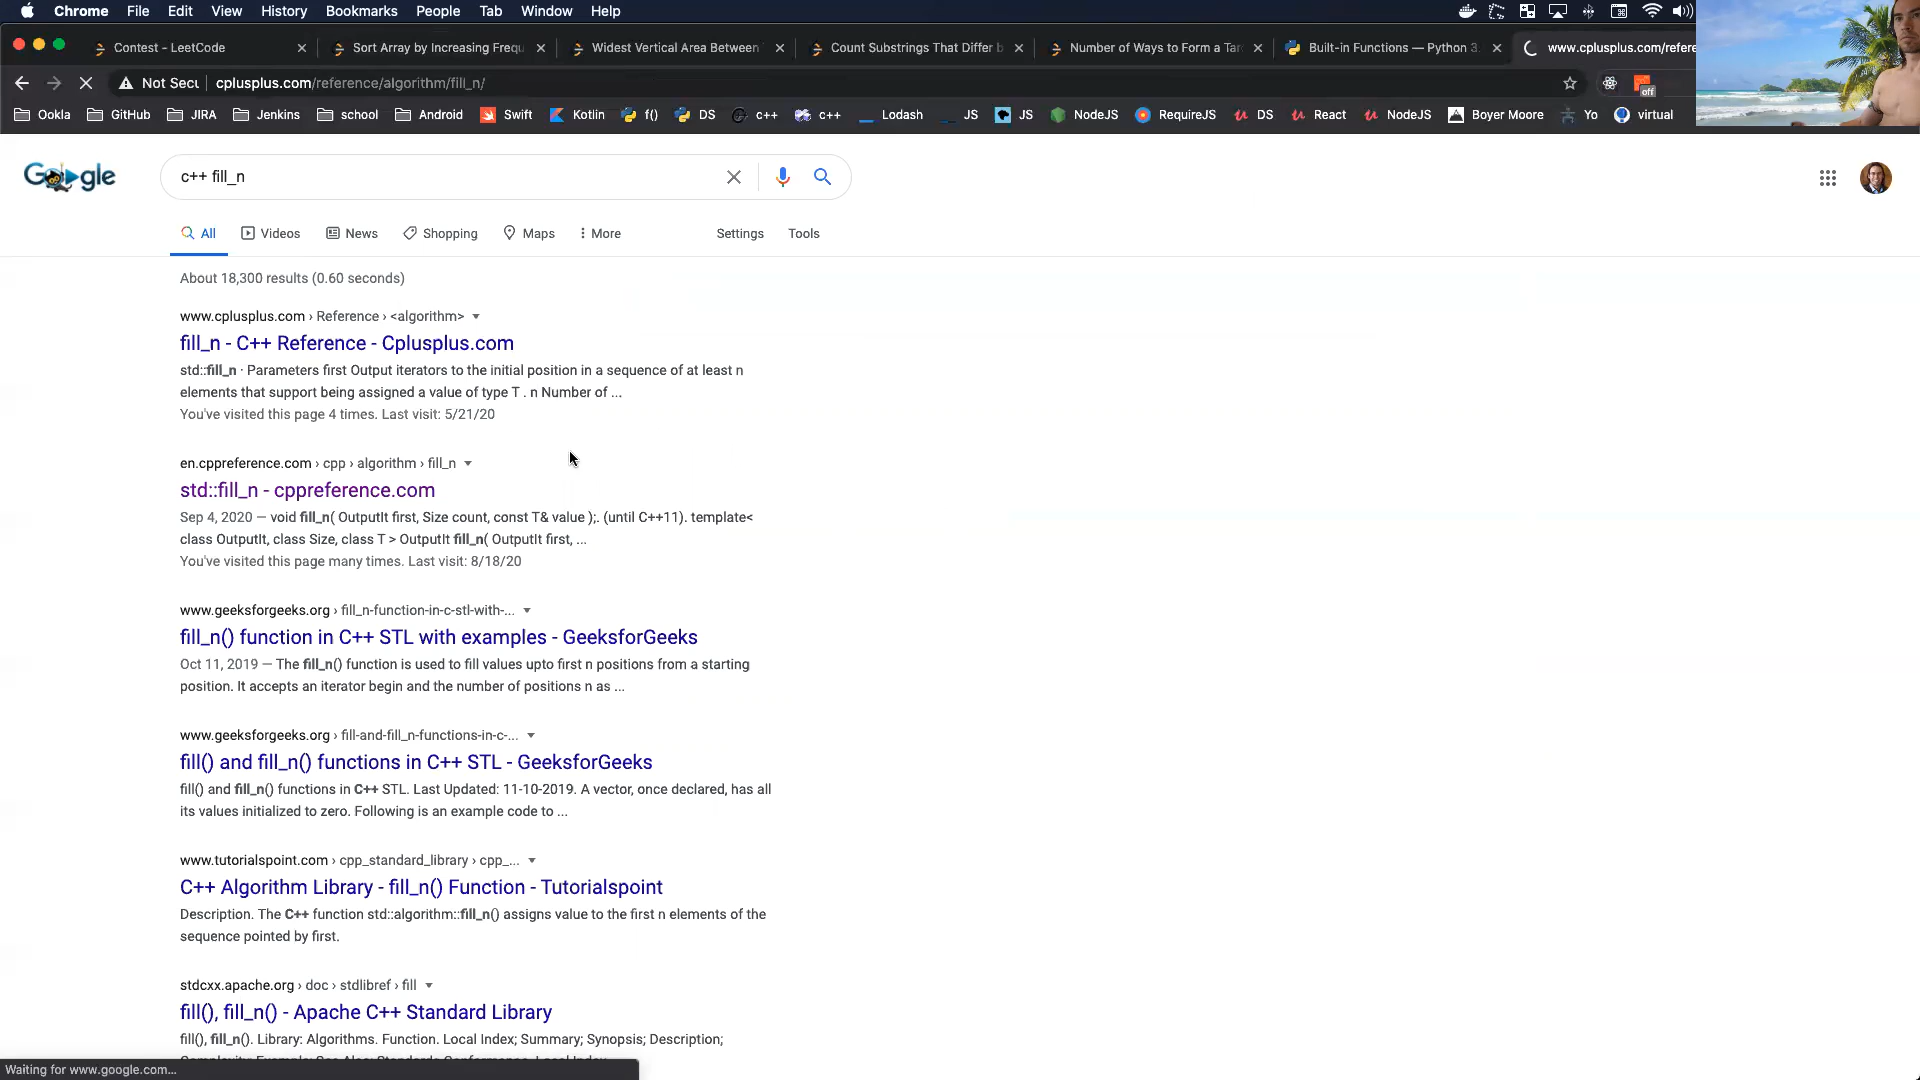 Chrome File Edit View History Bookmarks People Tab Window Help
Contest - LeetCode
Sort Array by Increasing Frequ
Widest Vertical Area Between
Count Substrings That Differ b
Number of Ways to Form a Tar
Built-in Functions — Python 3.
www.cplusplus.com/refere
Not Secu cplusplus.com/reference/algorithm/fill_n/
off
Ookla GitHub JIRA Jenkins school Android Swift Kotlin f() DS c++ c++ Lodash JS JS NodeJS RequireJS DS React NodeJS Boyer Moore Yo virtual
Google
c++ fill_n
All Videos News Shopping Maps More Settings Tools
About 18,300 results (0.60 seconds)
www.cplusplus.com › Reference › <algorithm>
fill_n - C++ Reference - Cplusplus.com
std::fill_n · Parameters first Output iterators to the initial position in a sequence of at least n
elements that support being assigned a value of type T . n Number of ...
You've visited this page 4 times. Last visit: 5/21/20
en.cppreference.com › cpp › algorithm › fill_n
std::fill_n - cppreference.com
Sep 4, 2020 — void fill_n( OutputIt first, Size count, const T& value );. (until C++11). template<
class OutputIt, class Size, class T > OutputIt fill_n( OutputIt first, ...
You've visited this page many times. Last visit: 8/18/20
www.geeksforgeeks.org › fill_n-function-in-c-stl-with-...
fill_n() function in C++ STL with examples - GeeksforGeeks
Oct 11, 2019 — The fill_n() function is used to fill values upto first n positions from a starting
position. It accepts an iterator begin and the number of positions n as ...
www.geeksforgeeks.org › fill-and-fill_n-functions-in-c-...
fill() and fill_n() functions in C++ STL - GeeksforGeeks
fill() and fill_n() functions in C++ STL. Last Updated: 11-10-2019. A vector, once declared, has all
its values initialized to zero. Following is an example code to ...
www.tutorialspoint.com › cpp_standard_library › cpp_...
C++ Algorithm Library - fill_n() Function - Tutorialspoint
Description. The C++ function std::algorithm::fill_n() assigns value to the first n elements of the
sequence pointed by first.
stdcxx.apache.org › doc › stdlibref › fill
fill(), fill_n() - Apache C++ Standard Library
fill(), fill_n(). Library: Algorithms. Function. Local Index; Summary; Synopsis; Description;
Waiting for www.google.com...